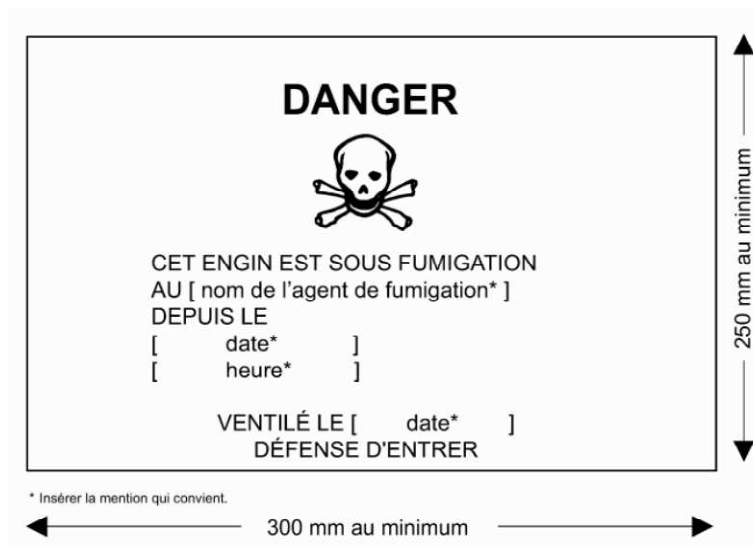 DANGER
CET ENGIN EST SOUS FUMIGATION
AU [ nom de l'agent de fumigation* ]
DEPUIS LE
[ date* ]
[ heure* ]
VENTILÉ LE [ date* ]
DÉFENSE D'ENTRER
250 mm au minimum
* Insérer la mention qui convient.
300 mm au minimum